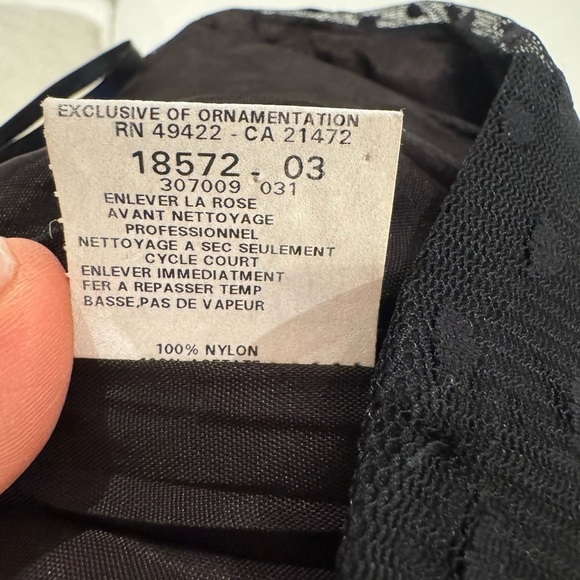 EXCLUSIVE OF ORNAMENTATION
RN 49422 - CA 21472
18572 - 03
307009 031
ENLEVER LA ROSE
AVANT NETTOYAGE
PROFESSIONNEL
NETTOYAGE A SEC SEULEMENT
CYCLE COURT
ENLEVER IMMEDIATMENT
FER A REPASSER TEMP
BASSE,PAS DE VAPEUR
100% NYLON